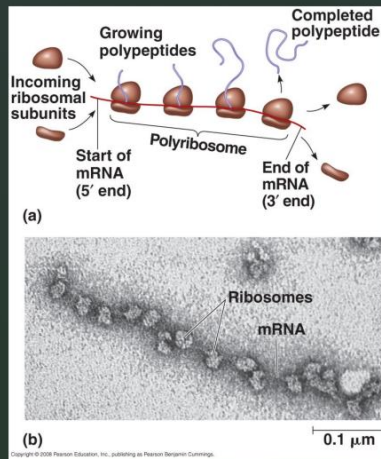 Growing
polypeptides
Completed
polypeptide
Incoming
ribosomal
subunits
Polyribosome
Start of
mRNA
(5′ end)
End of
mRNA
(3′ end)
(a)
Ribosomes
mRNA
(b)
0.1 μm
Copyright © 2008 Pearson Education, Inc., publishing as Pearson Benjamin Cummings.